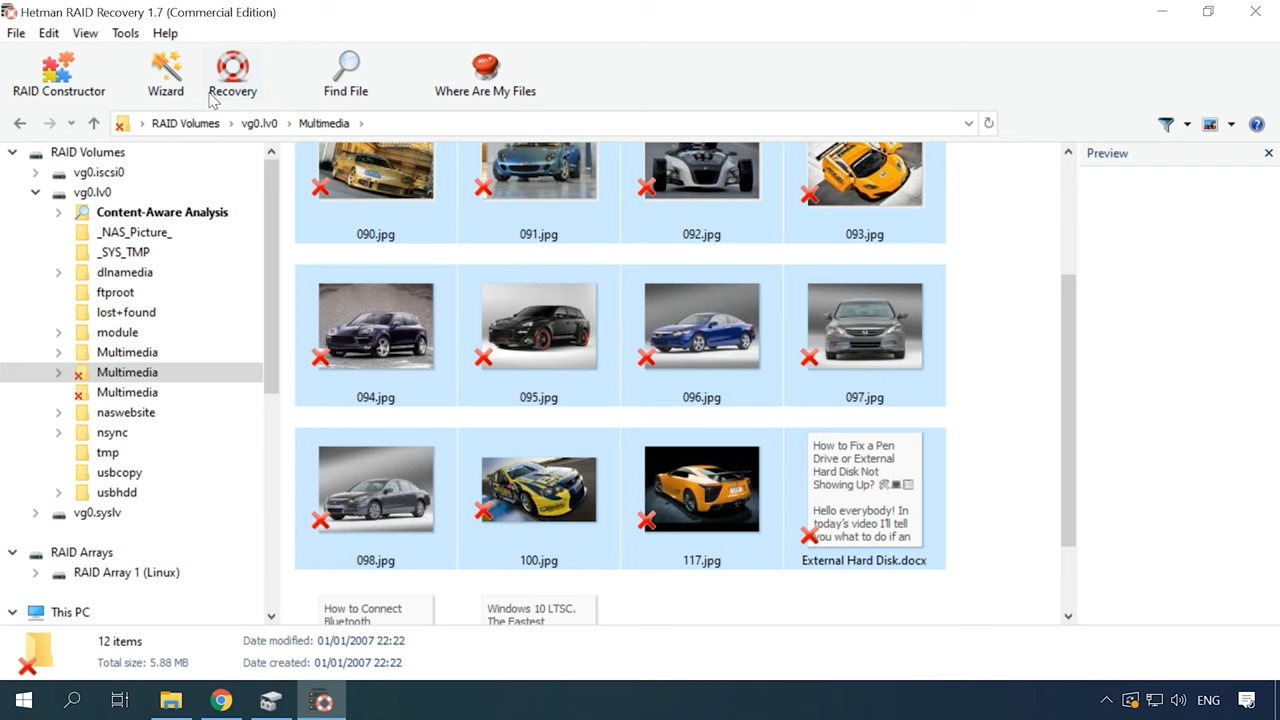 Hetman RAID Recovery 1.7 (Commercial Edition)
File Edit View Tools Help
RAID Constructor Wizard Recovery Find File Where Are My Files
RAID Volumes vg0.lv0 Multimedia
RAID Volumes
vg0.iscsi0
vg0.lv0
Content-Aware Analysis
_NAS_Picture_
_SYS_TMP
dlnamedia
ftproot
lost+found
module
Multimedia
Multimedia
Multimedia
naswebsite
nsync
tmp
usbcopy
usbhdd
vg0.syslv
RAID Arrays
RAID Array 1 (Linux)
This PC
090.jpg 091.jpg 092.jpg 093.jpg
094.jpg 095.jpg 096.jpg 097.jpg
How to Fix a Pen
Drive or External
Hard Disk Not
Showing Up?
Hello everybody! In
today's video I'll tell
you what to do if an
098.jpg 100.jpg 117.jpg External Hard Disk.docx
How to Connect
Bluetooth
Windows 10 LTSC.
The Fastest
Preview
12 items
Total size: 5.88 MB
Date modified: 01/01/2007 22:22
Date created: 01/01/2007 22:22
ENG